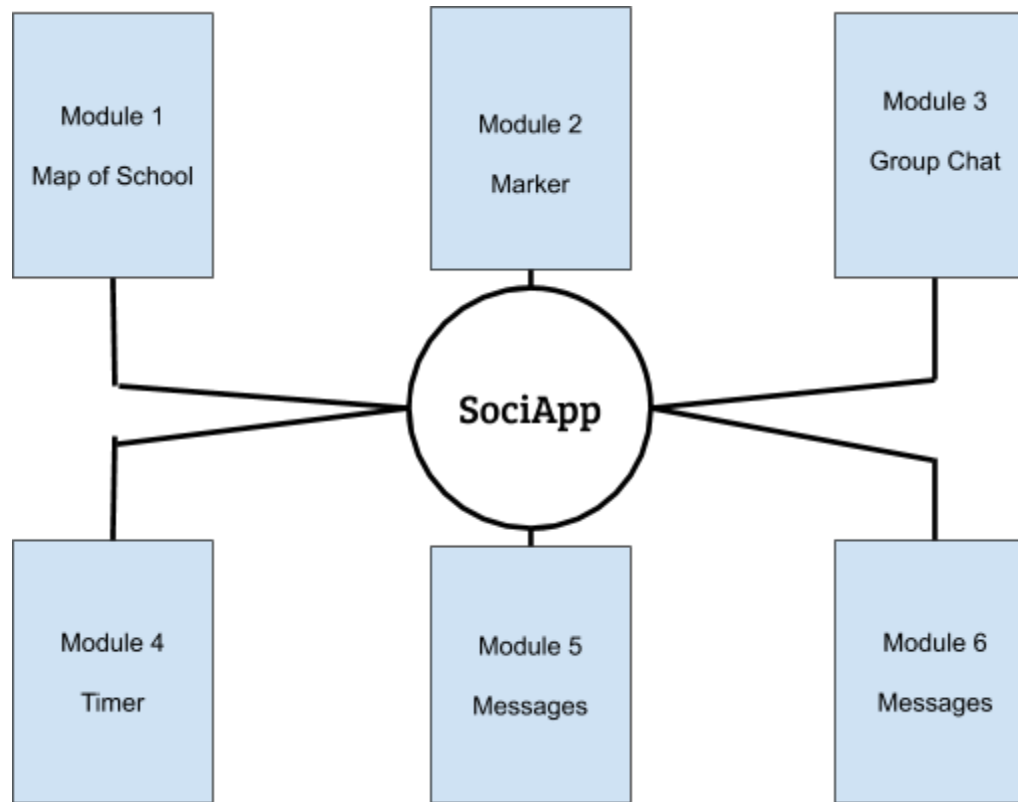 Module 1
Map of School
Module 2
Marker
Module 3
Group Chat
SociApp
Module 4
Timer
Module 5
Messages
Module 6
Messages